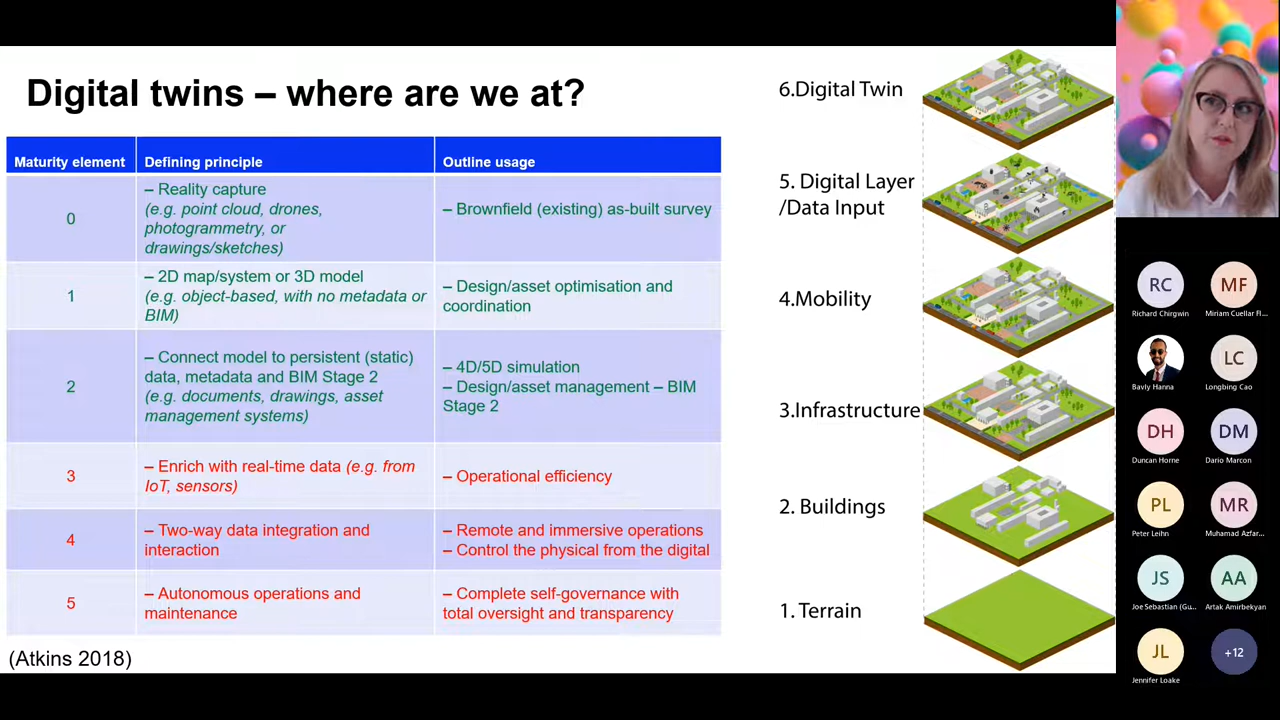 Digital twins – where are we at?
Maturity element Defining principle Outline usage
0
– Reality capture
(e.g. point cloud, drones,
photogrammetry, or
drawings/sketches)
– Brownfield (existing) as-built survey
1
– 2D map/system or 3D model
(e.g. object-based, with no metadata or
BIM)
– Design/asset optimisation and
coordination
2
– Connect model to persistent (static)
data, metadata and BIM Stage 2
(e.g. documents, drawings, asset
management systems)
– 4D/5D simulation
– Design/asset management – BIM
Stage 2
3
– Enrich with real-time data (e.g. from
IoT, sensors)
– Operational efficiency
4
– Two-way data integration and
interaction
– Remote and immersive operations
– Control the physical from the digital
5
– Autonomous operations and
maintenance
– Complete self-governance with
total oversight and transparency
(Atkins 2018)
6.Digital Twin
5. Digital Layer
/Data Input
4.Mobility
3.Infrastructure
2. Buildings
1. Terrain
RC MF
Richard Chirgwin Miriam Cuellar Fl...
LC
Bavly Hanna Longbing Cao
DH DM
Duncan Horne Dario Marcon
PL MR
Peter Leihn Muhamad Azfar...
JS AA
Joe Sebastian (Gu... Artak Amirbekyan
JL +12
Jennifer Loake